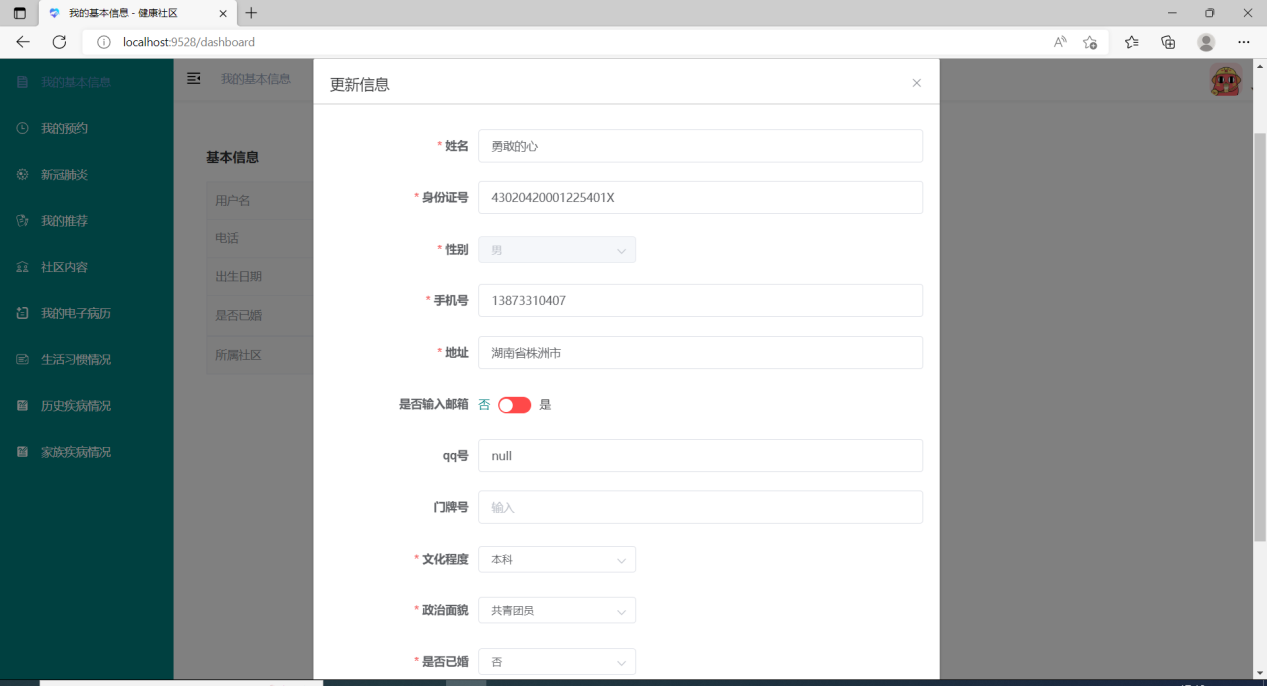 我的基本信息 - 健康社区
localhost:9528/dashboard
我的基本信息
我的预约
新冠肺炎
我的推荐
社区内容
我的电子病历
生活习惯情况
历史疾病情况
家族疾病情况
我的基本信息
基本信息
用户名
电话
出生日期
是否已婚
所属社区
更新信息
* 姓名 勇敢的心
* 身份证号 43020420001225401X
* 性别 男
* 手机号 13873310407
* 地址 湖南省株洲市
是否输入邮箱 否 是
qq号 null
门牌号 输入
* 文化程度 本科
* 政治面貌 共青团员
* 是否已婚 否